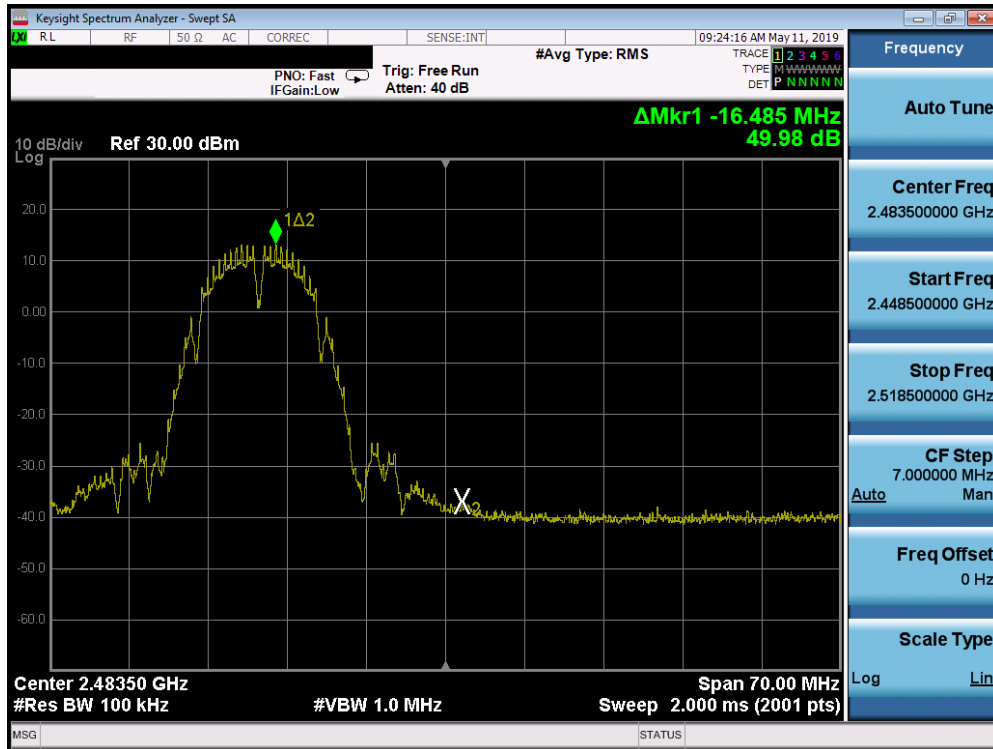 Keysight Spectrum Analyzer - Swept SA
LXI RL RF 50 Ω AC CORREC SENSE:INT 09:24:16 AM May 11, 2019
#Avg Type: RMS
TRACE 1 2 3 4 5 6
PNO: Fast Trig: Free Run
TYPE M W W W W W
IFGain:Low Atten: 40 dB
DET P N N N N N
ΔMkr1 -16.485 MHz
49.98 dB
10 dB/div Ref 30.00 dBm
Log
1Δ2
20.0
10.0
0.00
-10.0
-20.0
-30.0
X2
-40.0
-50.0
-60.0
Center 2.48350 GHz Span 70.00 MHz
#Res BW 100 kHz #VBW 1.0 MHz Sweep 2.000 ms (2001 pts)
MSG STATUS
Frequency
Auto Tune
Center Freq
2.483500000 GHz
Start Freq
2.448500000 GHz
Stop Freq
2.518500000 GHz
CF Step
7.000000 MHz
Auto Man
Freq Offset
0 Hz
Scale Type
Log Lin